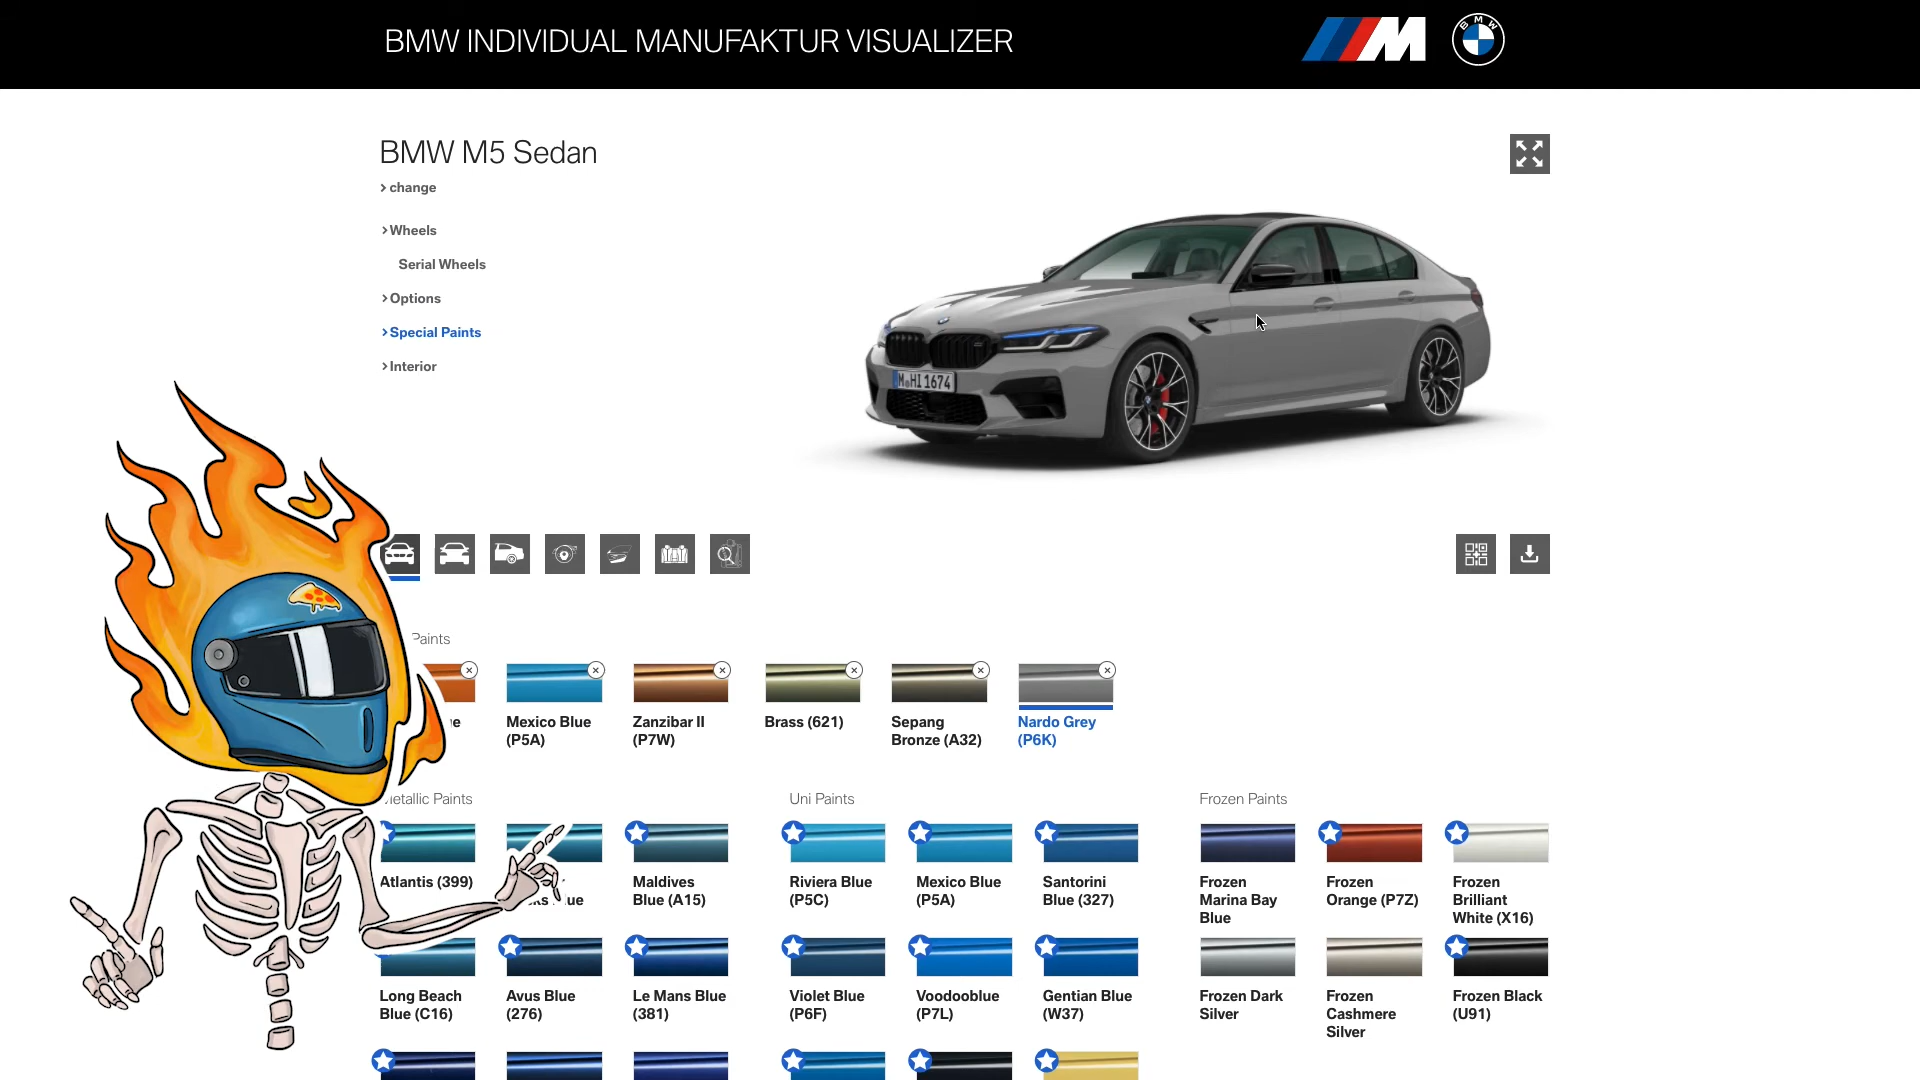 BMW INDIVIDUAL MANUFAKTUR VISUALIZER
M
BMW
BMW M5 Sedan
change
Wheels
Serial Wheels
Options
Special Paints
Interior
M HI 1674
Paints
Mexico Blue
(P5A)
Zanzibar II
(P7W)
Brass (621)
Sepang
Bronze (A32)
Nardo Grey
(P6K)
Metallic Paints
Uni Paints
Frozen Paints
Atlantis (399)
Maldives
Blue (A15)
Riviera Blue
(P5C)
Mexico Blue
(P5A)
Santorini
Blue (327)
Frozen
Marina Bay
Blue
Frozen
Orange (P7Z)
Frozen
Brilliant
White (X16)
Long Beach
Blue (C16)
Avus Blue
(276)
Le Mans Blue
(381)
Violet Blue
(P6F)
Voodooblue
(P7L)
Gentian Blue
(W37)
Frozen Dark
Silver
Frozen
Cashmere
Silver
Frozen Black
(U91)